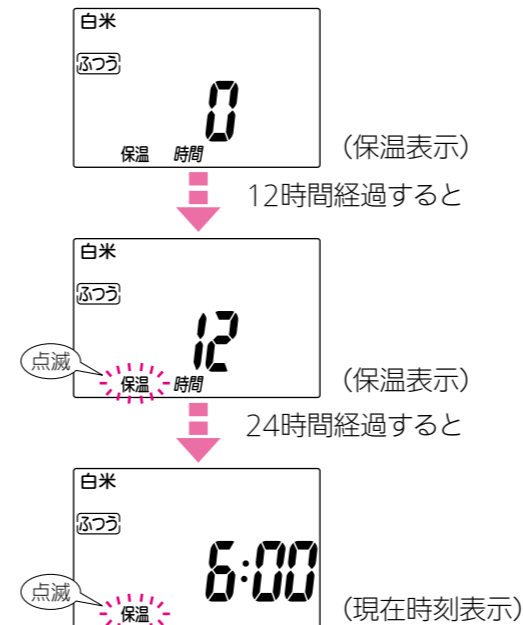 白米
ふつう
0
保温 時間
(保温表示)
12時間経過すると
白米
ふつう
12
点滅
保温 時間
(保温表示)
24時間経過すると
白米
ふつう
6:00
点滅
保温
(現在時刻表示)